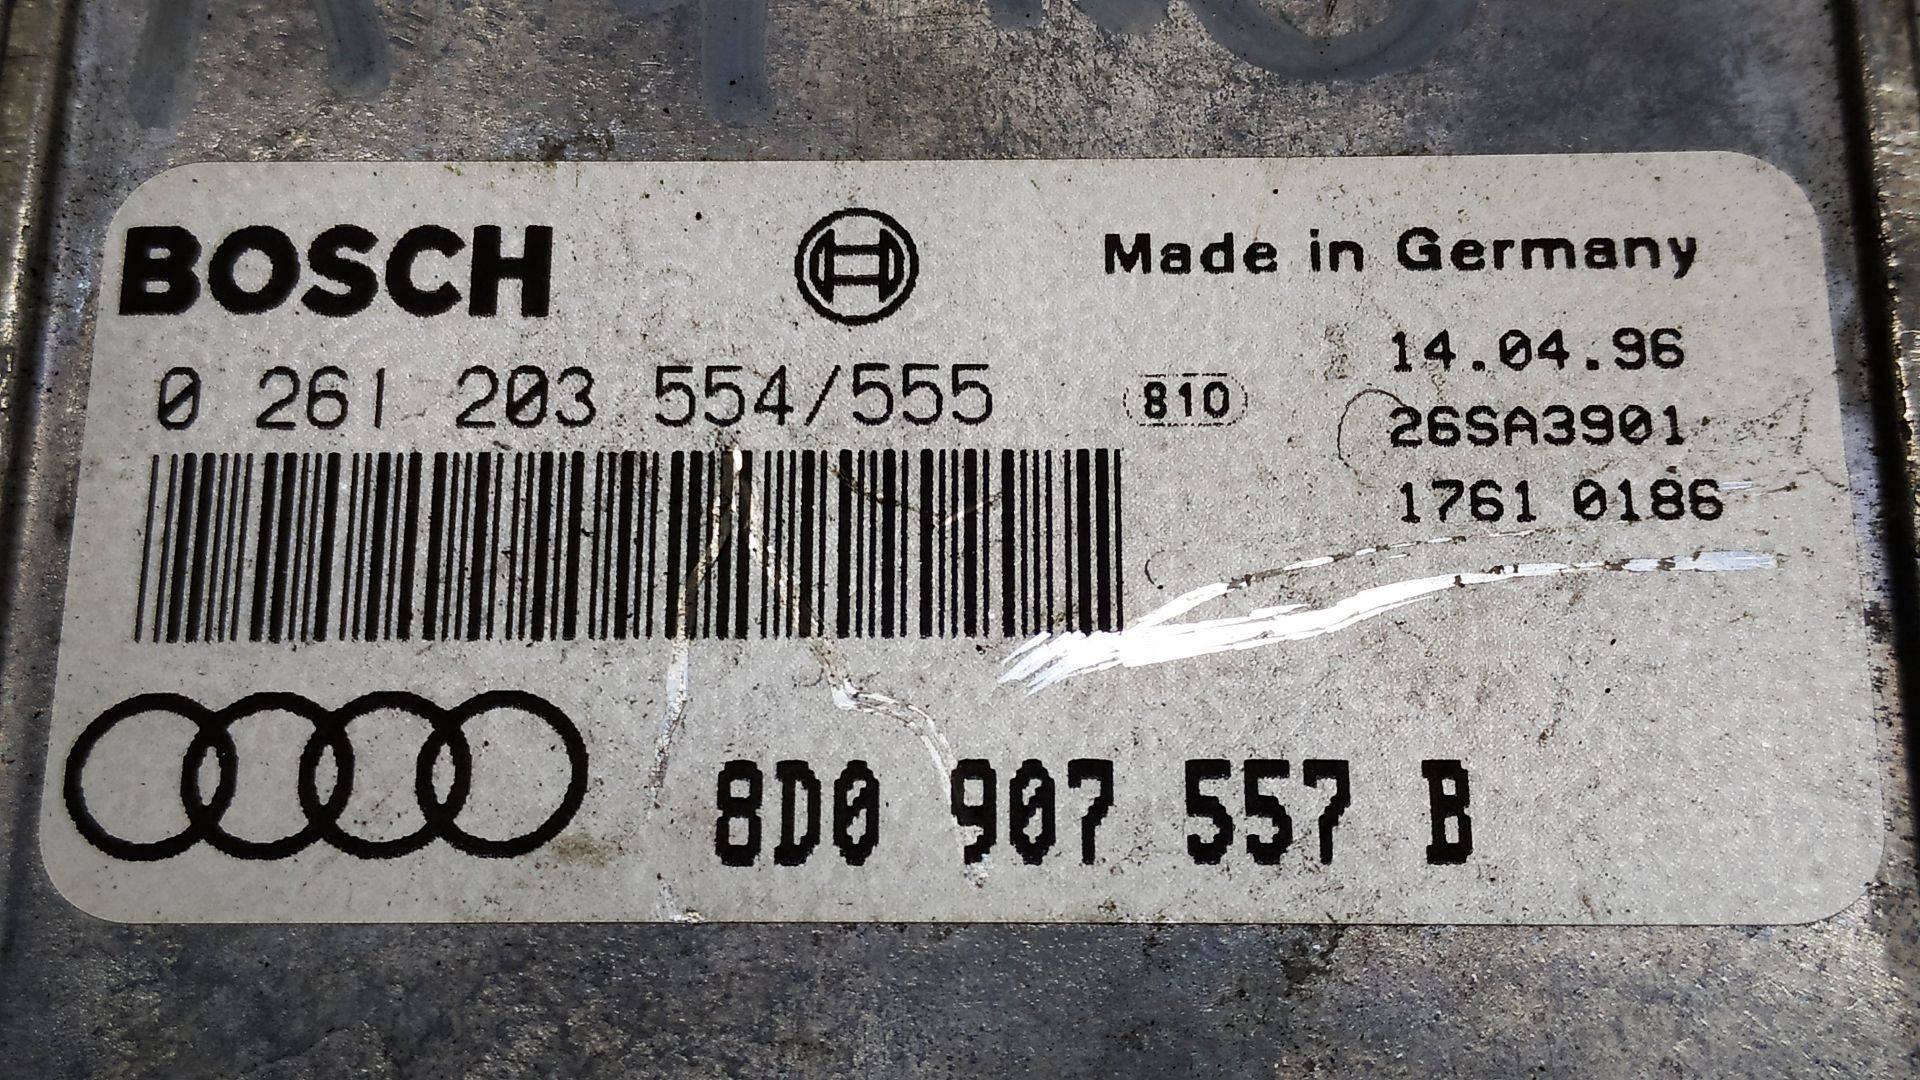 BOSCH
Made in Germany
0 261 203 554/555
810
14.04.96
26SA3901
1761 0186
8D0 907 557 B